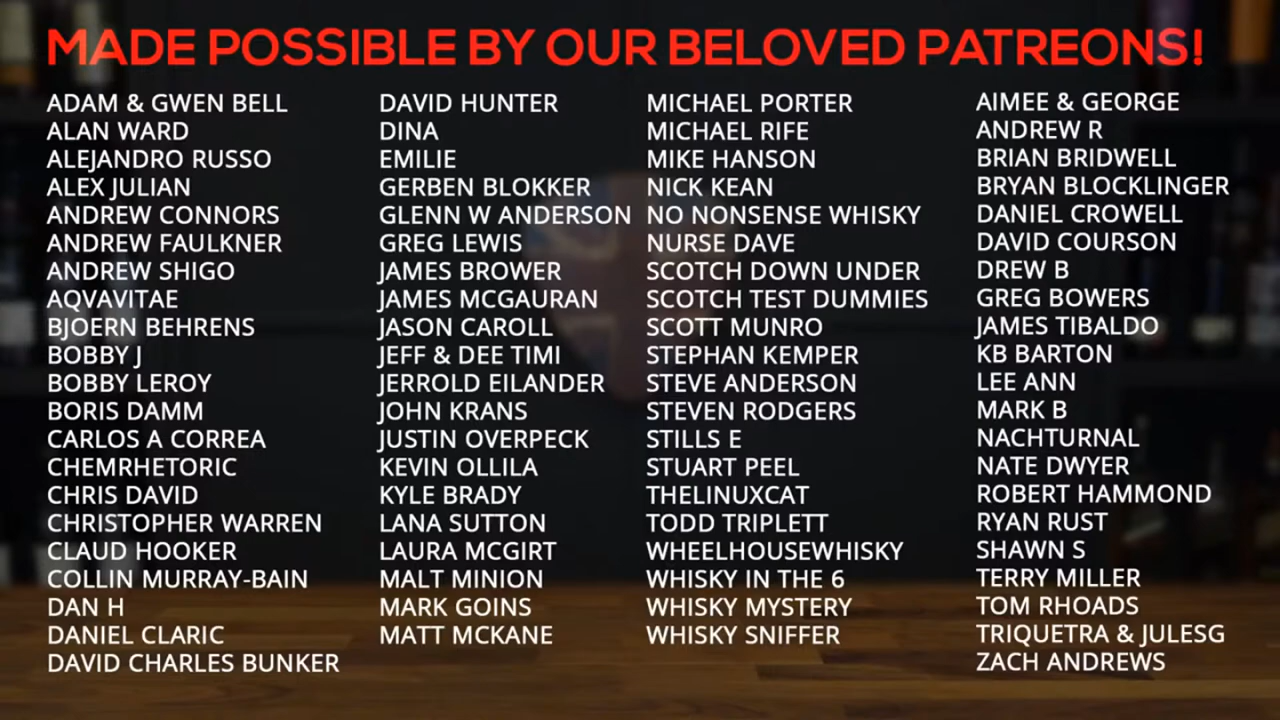 MADE POSSIBLE BY OUR BELOVED PATREONS!
ADAM & GWEN BELL
ALAN WARD
ALEJANDRO RUSSO
ALEX JULIAN
ANDREW CONNORS
ANDREW FAULKNER
ANDREW SHIGO
AQVAVITAE
BJOERN BEHRENS
BOBBY J
BOBBY LEROY
BORIS DAMM
CARLOS A CORREA
CHEMRHETORIC
CHRIS DAVID
CHRISTOPHER WARREN
CLAUD HOOKER
COLLIN MURRAY-BAIN
DAN H
DANIEL CLARIC
DAVID CHARLES BUNKER
DAVID HUNTER
DINA
EMILIE
GERBEN BLOKKER
GLENN W ANDERSON
GREG LEWIS
JAMES BROWER
JAMES MCGAURAN
JASON CAROLL
JEFF & DEE TIMI
JERROLD EILANDER
JOHN KRANS
JUSTIN OVERPECK
KEVIN OLLILA
KYLE BRADY
LANA SUTTON
LAURA MCGIRT
MALT MINION
MARK GOINS
MATT MCKANE
MICHAEL PORTER
MICHAEL RIFE
MIKE HANSON
NICK KEAN
NO NONSENSE WHISKY
NURSE DAVE
SCOTCH DOWN UNDER
SCOTCH TEST DUMMIES
SCOTT MUNRO
STEPHAN KEMPER
STEVE ANDERSON
STEVEN RODGERS
STILLS E
STUART PEEL
THELINUXCAT
TODD TRIPLETT
WHEELHOUSEWHISKY
WHISKY IN THE 6
WHISKY MYSTERY
WHISKY SNIFFER
AIMEE & GEORGE
ANDREW R
BRIAN BRIDWELL
BRYAN BLOCKLINGER
DANIEL CROWELL
DAVID COURSON
DREW B
GREG BOWERS
JAMES TIBALDO
KB BARTON
LEE ANN
MARK B
NACHTURNAL
NATE DWYER
ROBERT HAMMOND
RYAN RUST
SHAWN S
TERRY MILLER
TOM RHOADS
TRIQUETRA & JULESG
ZACH ANDREWS